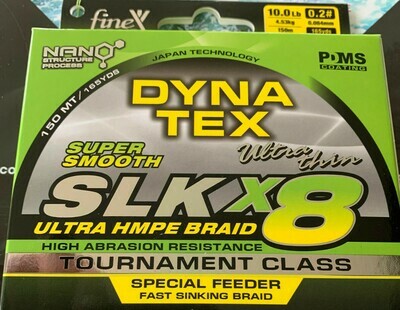 fine
10.0 Lb 0.2#
4.53kg 0.064mm
150m 165yds
NANO
STRUCTURE
PROCESS
JAPAN TECHNOLOGY
PDMS
COATING
150 MT/165YDS
DYNA
TEX
SUPER
SMOOTH
Ultra thin
SLK X8
ULTRA HMPE BRAID
HIGH ABRASION RESISTANCE
TOURNAMENT CLASS
SPECIAL FEEDER
FAST SINKING BRAID